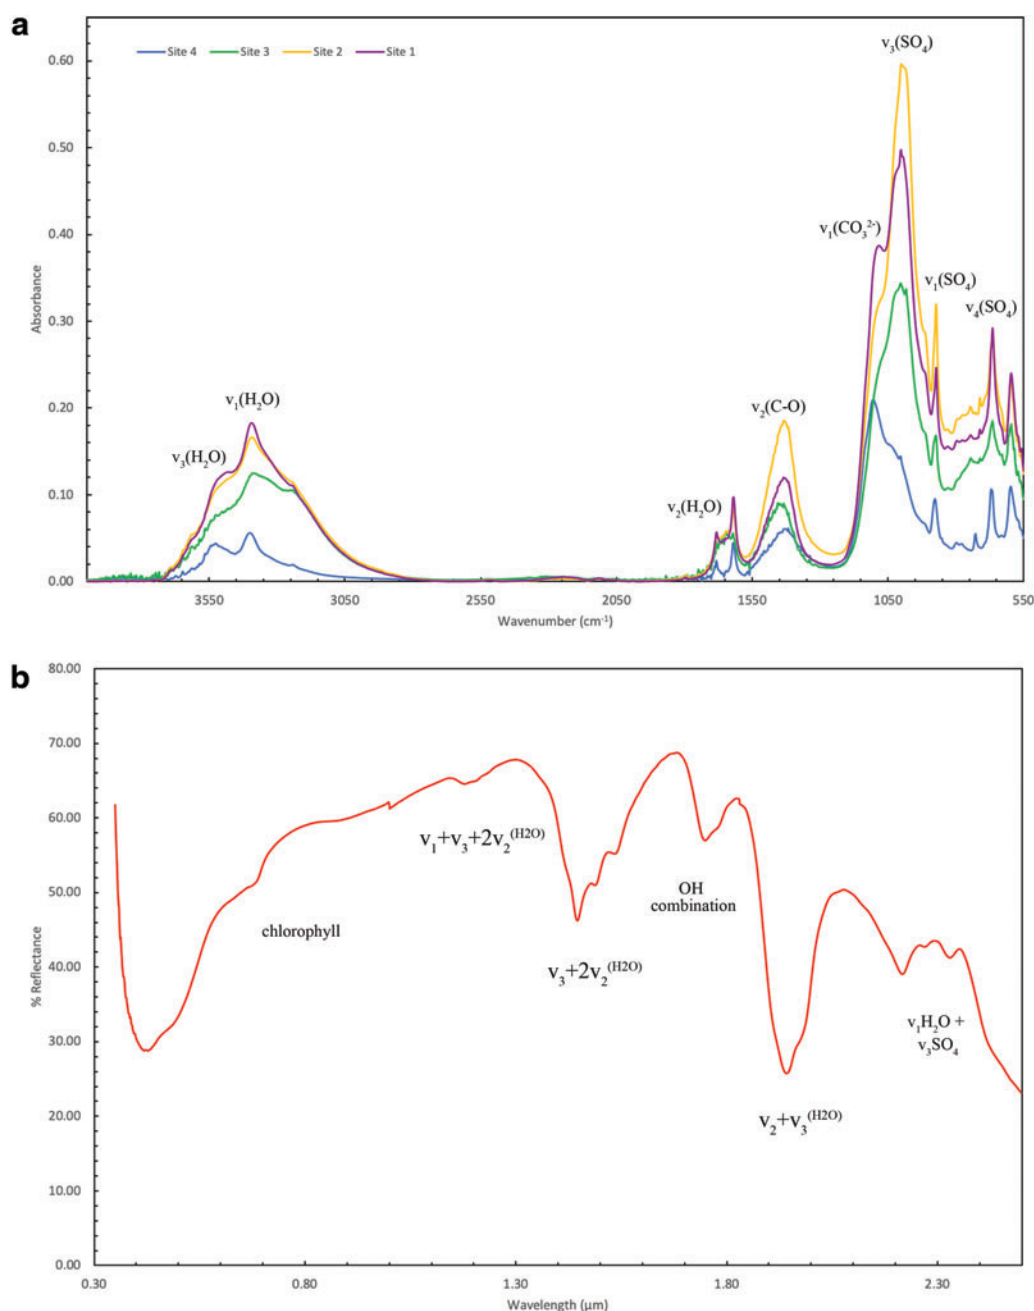 a
Site 4 Site 3 Site 2 Site 1
v₃(SO₄)
v₁(CO₃²⁻)
v₁(SO₄)
v₄(SO₄)
v₁(H₂O)
v₃(H₂O)
v₂(C-O)
v₂(H₂O)
Absorbance
0.60
0.50
0.40
0.30
0.20
0.10
0.00
3550 3050 2550 2050 1550 1050 550
Wavenumber (cm⁻¹)
b
80.00
70.00
60.00
50.00
40.00
30.00
20.00
10.00
0.00
% Reflectance
v₁+v₃+2v₂(H2O)
chlorophyll
v₃+2v₂(H2O)
OH
combination
v₂+v₃(H2O)
v₁H₂O +
v₃SO₄
0.30 0.80 1.30 1.80 2.30
Wavelength (µm)